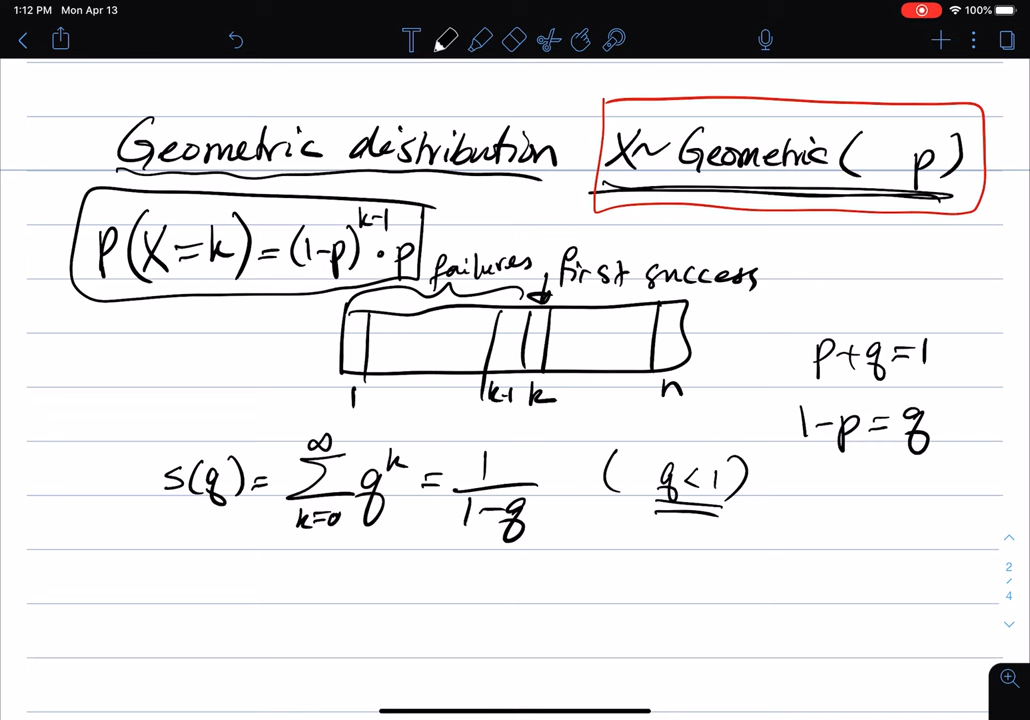 1:12 PM Mon Apr 13 100%
T
Geometric distribution X~ Geometric( p)
P(X=k)=(1-p)^{k-1}·p
failures first success
1 k-1 k n
p+q=1
1-p=q
s(q)= ∑_{k=0}^{∞} q^k = 1/(1-q) (q<1)
2/4